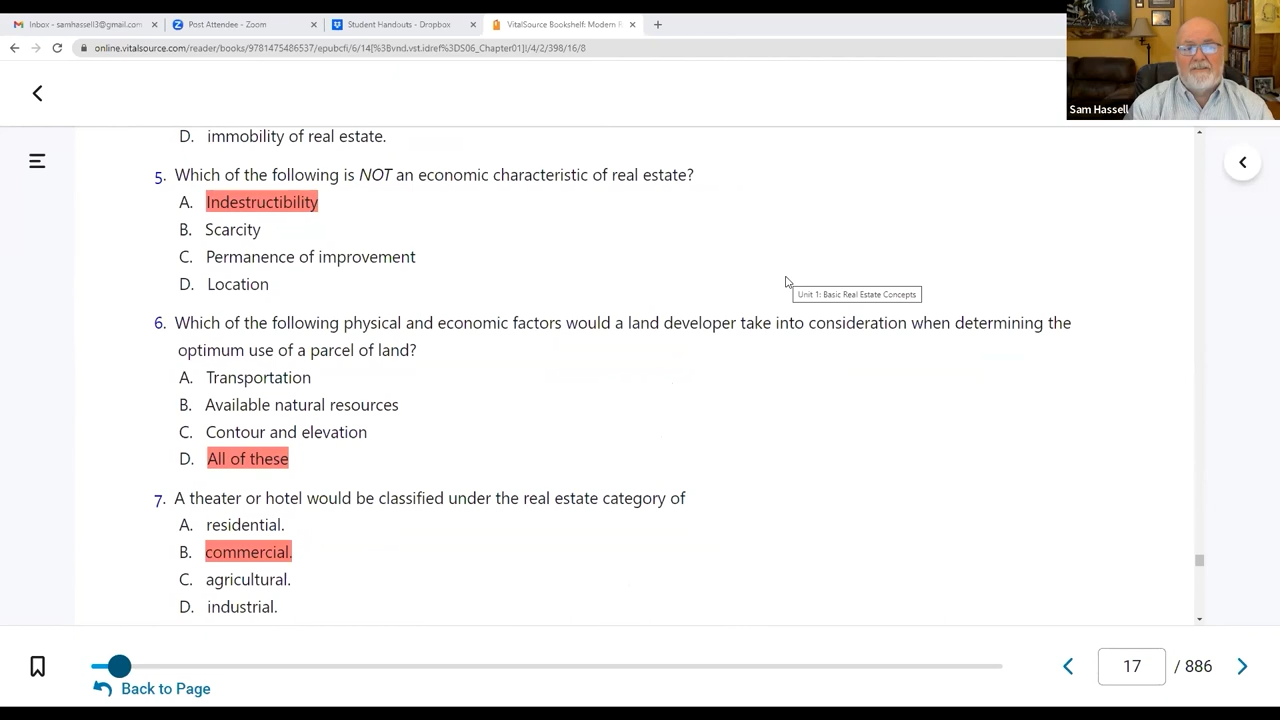 Inbox - samhassell3@gmail.com
Post Attendee - Zoom
Student Handouts - Dropbox
VitalSource Bookshelf: Modern R
online.vitalsource.com/reader/books/9781475486537/epubcfi/6/14[%3Bvnd.vst.idref%3DS06_Chapter01]!/4/2/398/16/8
Sam Hassell
D. immobility of real estate.
5. Which of the following is NOT an economic characteristic of real estate?
A. Indestructibility
B. Scarcity
C. Permanence of improvement
D. Location
Unit 1: Basic Real Estate Concepts
6. Which of the following physical and economic factors would a land developer take into consideration when determining the
optimum use of a parcel of land?
A. Transportation
B. Available natural resources
C. Contour and elevation
D. All of these
7. A theater or hotel would be classified under the real estate category of
A. residential.
B. commercial.
C. agricultural.
D. industrial.
17 / 886
Back to Page